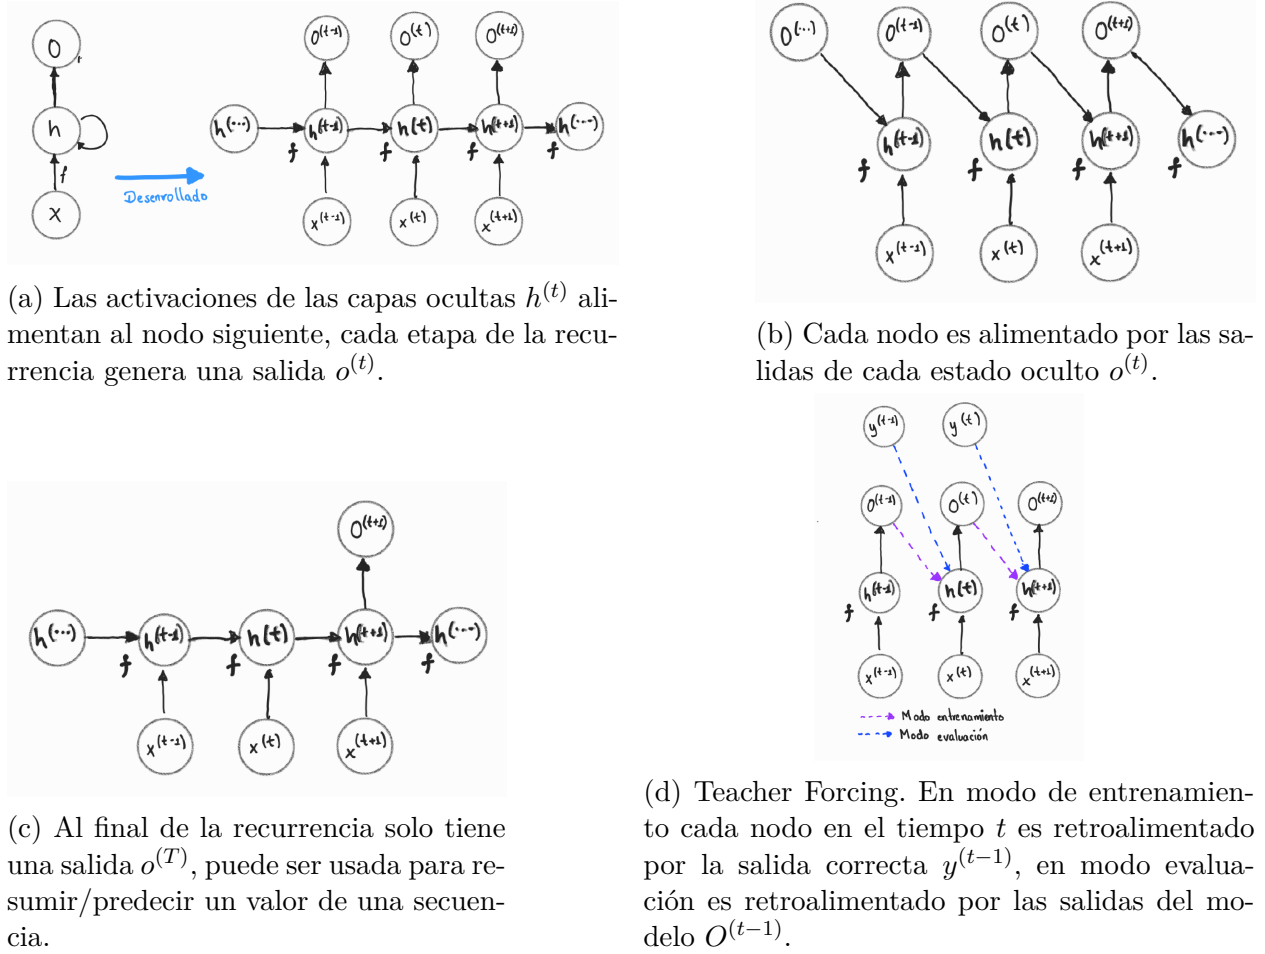 O
h
f
x
Desenrollado
o^(t-1) o^(t) o^(t+1)
h^(...) h^(t-1) h(t) h^(t+1) h^(...)
f f f f
x^(t-1) x^(t) x^(t+1)
(a) Las activaciones de las capas ocultas h^(t) ali-
mentan al nodo siguiente, cada etapa de la recu-
rrencia genera una salida o^(t).
O^(...) O^(t-1) O^(t) O^(t+1)
h^(t-1) h(t) h^(t+1) h^(...)
f f f f
x^(t-1) x^(t) x^(t+1)
(b) Cada nodo es alimentado por las sa-
lidas de cada estado oculto o^(t).
O^(t+1)
h^(...) h^(t-1) h(t) h^(t+1) h^(...)
f f f f
x^(t-1) x^(t) x^(t+1)
(c) Al final de la recurrencia solo tiene
una salida o^(T), puede ser usada para re-
sumir/predecir un valor de una secuen-
cia.
y^(t-1) y^(t)
O^(t-1) O^(t) O^(t+1)
h^(t-1) h(t) h^(t+1)
f f f
x^(t-1) x^(t) x^(t+1)
Modo entrenamiento
Modo evaluación
(d) Teacher Forcing. En modo de entrenamien-
to cada nodo en el tiempo t es retroalimentado
por la salida correcta y^(t−1), en modo evalua-
ción es retroalimentado por las salidas del mo-
delo O^(t−1).